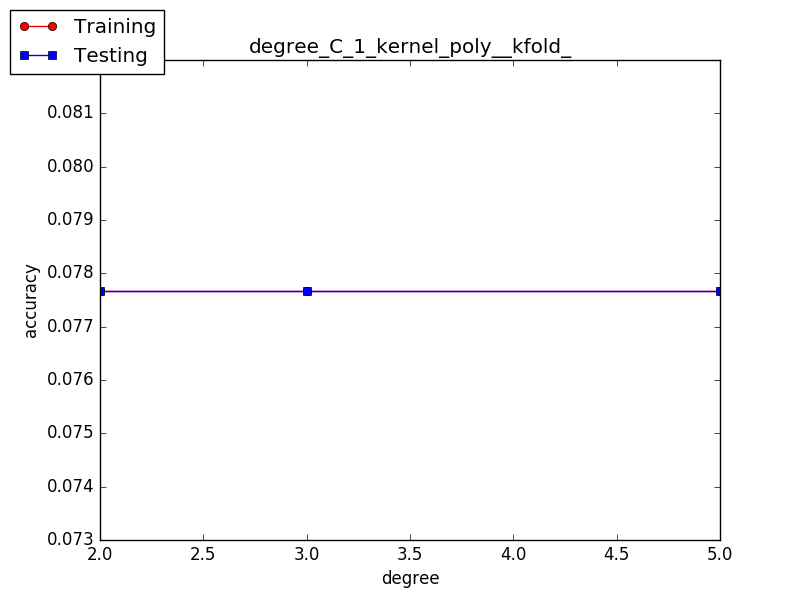 Training
Testing
degree_C_1_kernel_poly__kfold_
0.081
0.080
0.079
0.078
0.077
0.076
0.075
0.074
0.073
accuracy
2.0 2.5 3.0 3.5 4.0 4.5 5.0
degree